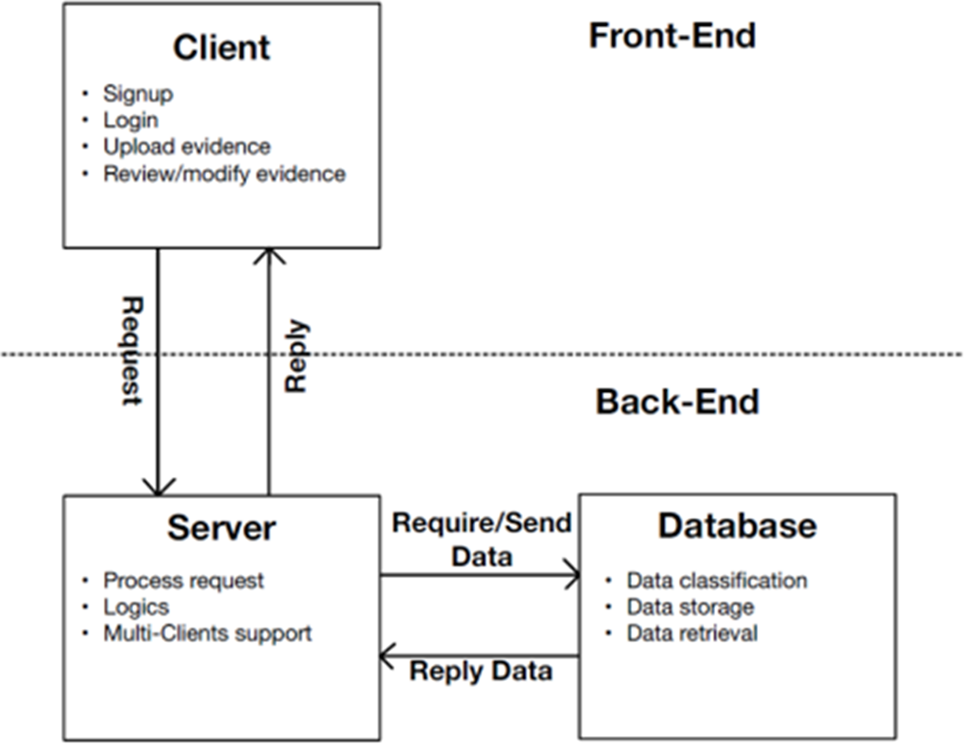 Client
• Signup
• Login
• Upload evidence
• Review/modify evidence
Front-End
Request
Reply
Back-End
Server
• Process request
• Logics
• Multi-Clients support
Require/Send
Data
Reply Data
Database
• Data classification
• Data storage
• Data retrieval